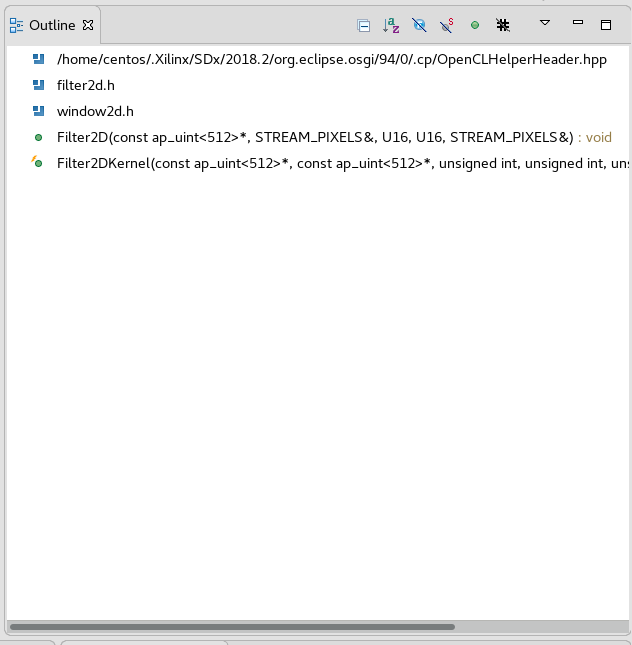 Outline
/home/centos/.Xilinx/SDx/2018.2/org.eclipse.osgi/94/0/.cp/OpenCLHelperHeader.hpp
filter2d.h
window2d.h
Filter2D(const ap_uint<512>*, STREAM_PIXELS&, U16, U16, STREAM_PIXELS&) : void
Filter2DKernel(const ap_uint<512>*, const ap_uint<512>*, unsigned int, unsigned int, uns